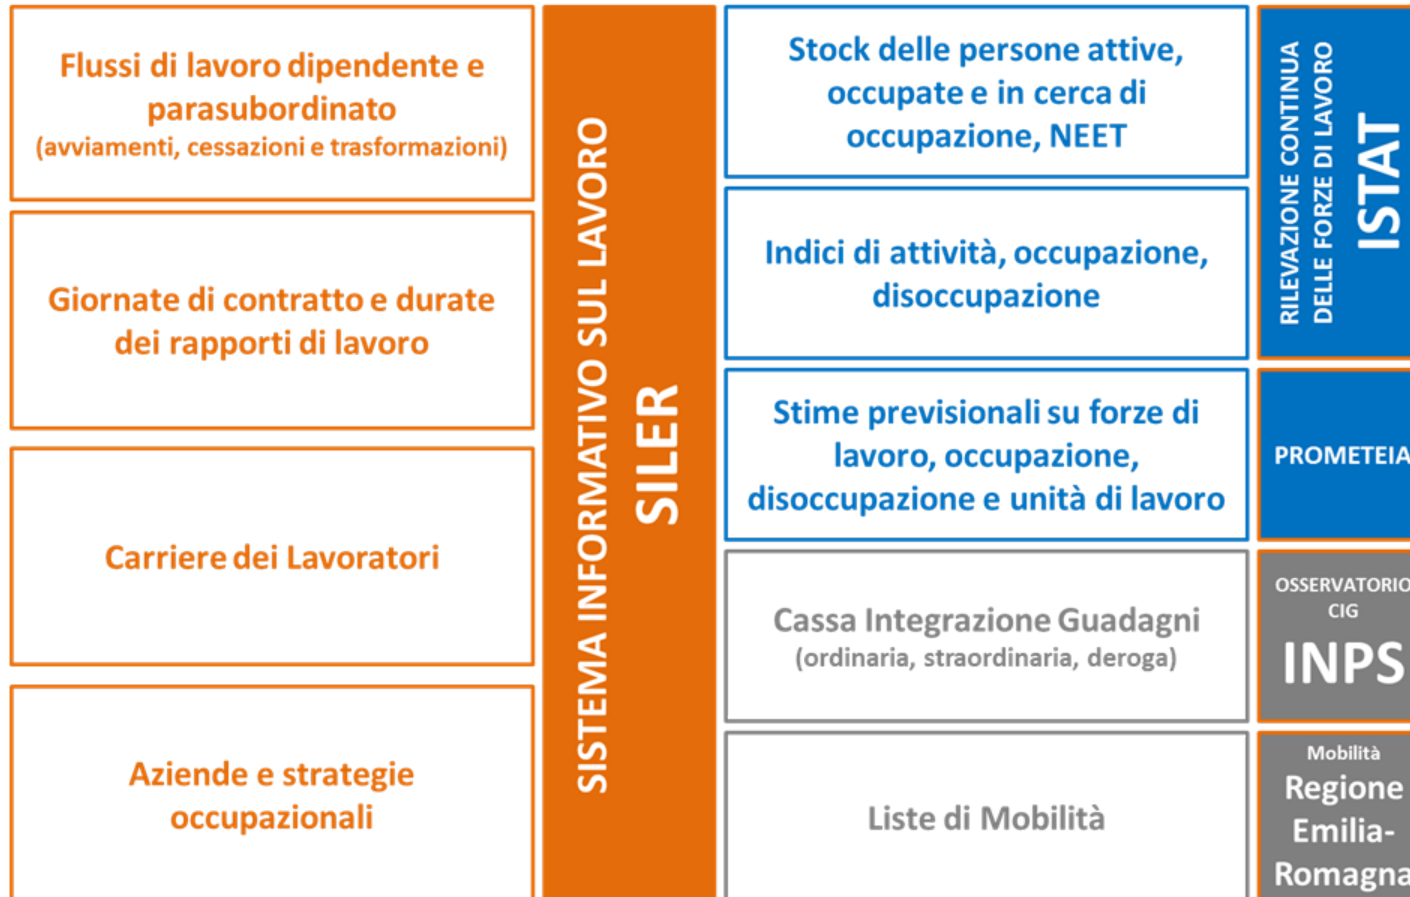 Flussi di lavoro dipendente e
parasubordinato
(avviamenti, cessazioni e trasformazioni)
Giornate di contratto e durate
dei rapporti di lavoro
Carriere dei Lavoratori
Aziende e strategie
occupazionali
SISTEMA INFORMATIVO SUL LAVORO
SILER
Stock delle persone attive,
occupate e in cerca di
occupazione, NEET
Indici di attività, occupazione,
disoccupazione
RILEVAZIONE CONTINUA
DELLE FORZE DI LAVORO
ISTAT
Stime previsionali su forze di
lavoro, occupazione,
disoccupazione e unità di lavoro
PROMETEIA
Cassa Integrazione Guadagni
(ordinaria, straordinaria, deroga)
OSSERVATORIO
CIG
INPS
Liste di Mobilità
Mobilità
Regione
Emilia-
Romagna